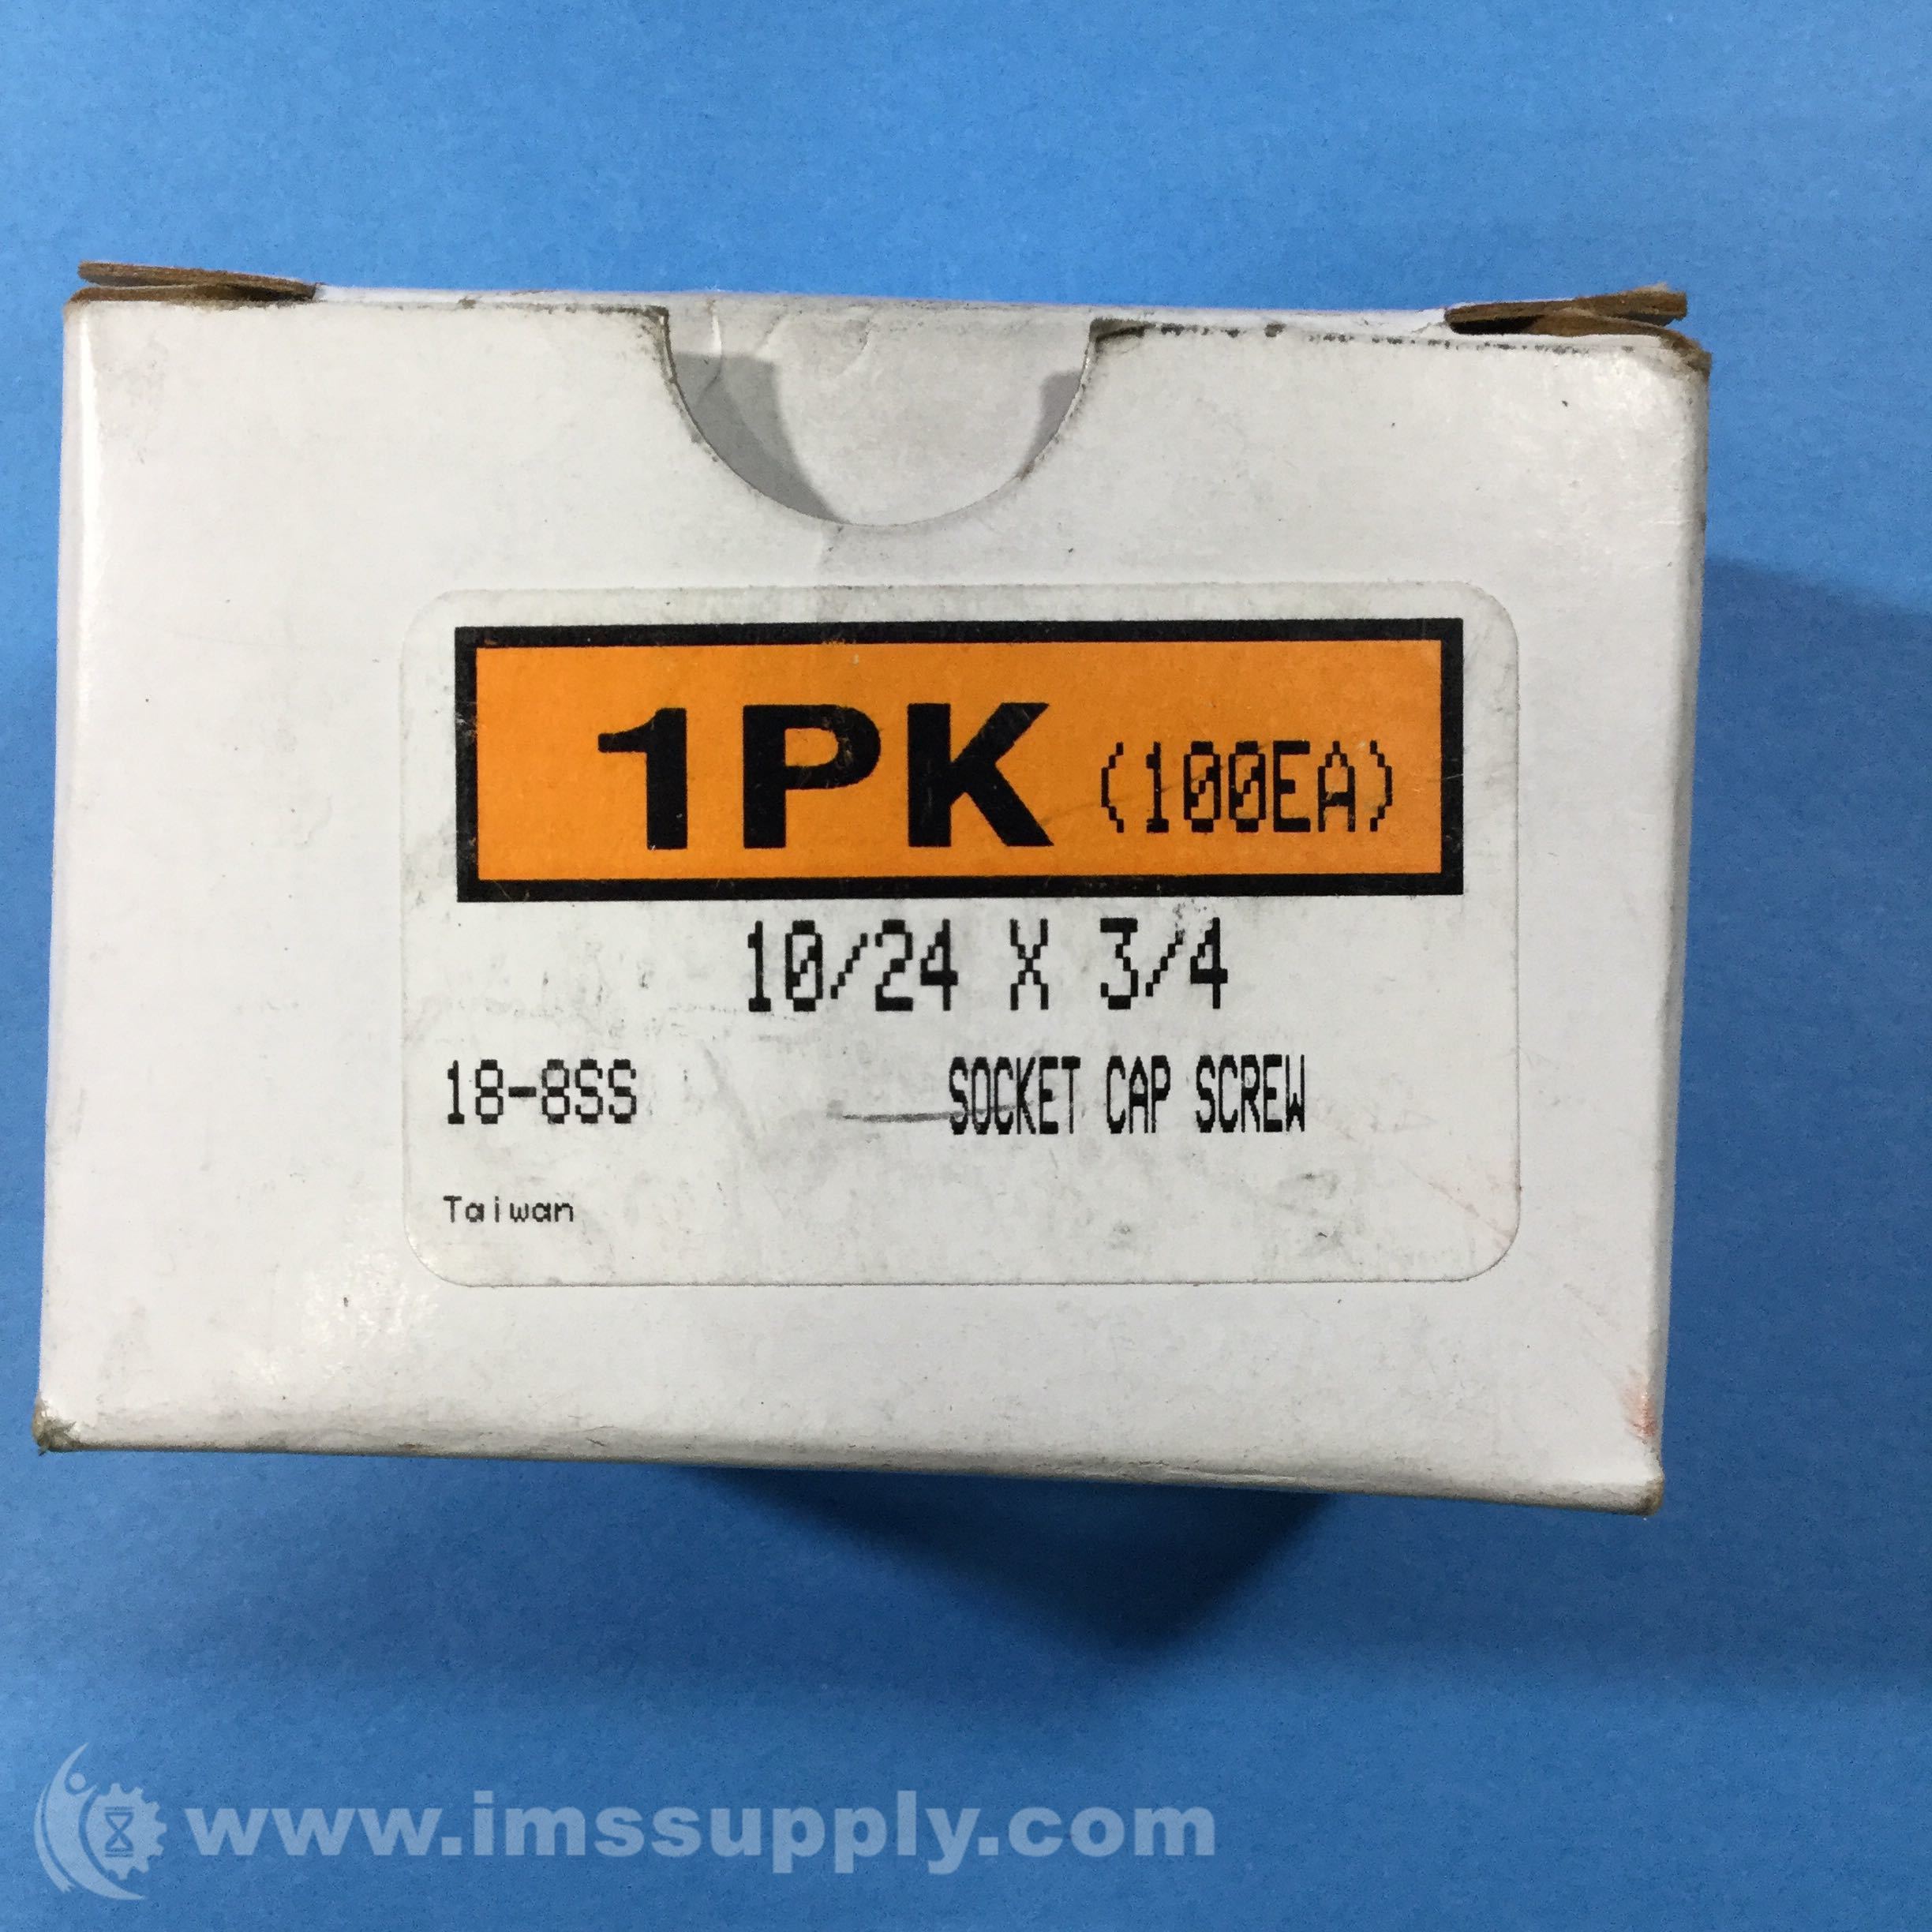 1PK (100EA)
10/24 X 3/4
18-8SS SOCKET CAP SCREW
Taiwan
www.imssupply.com